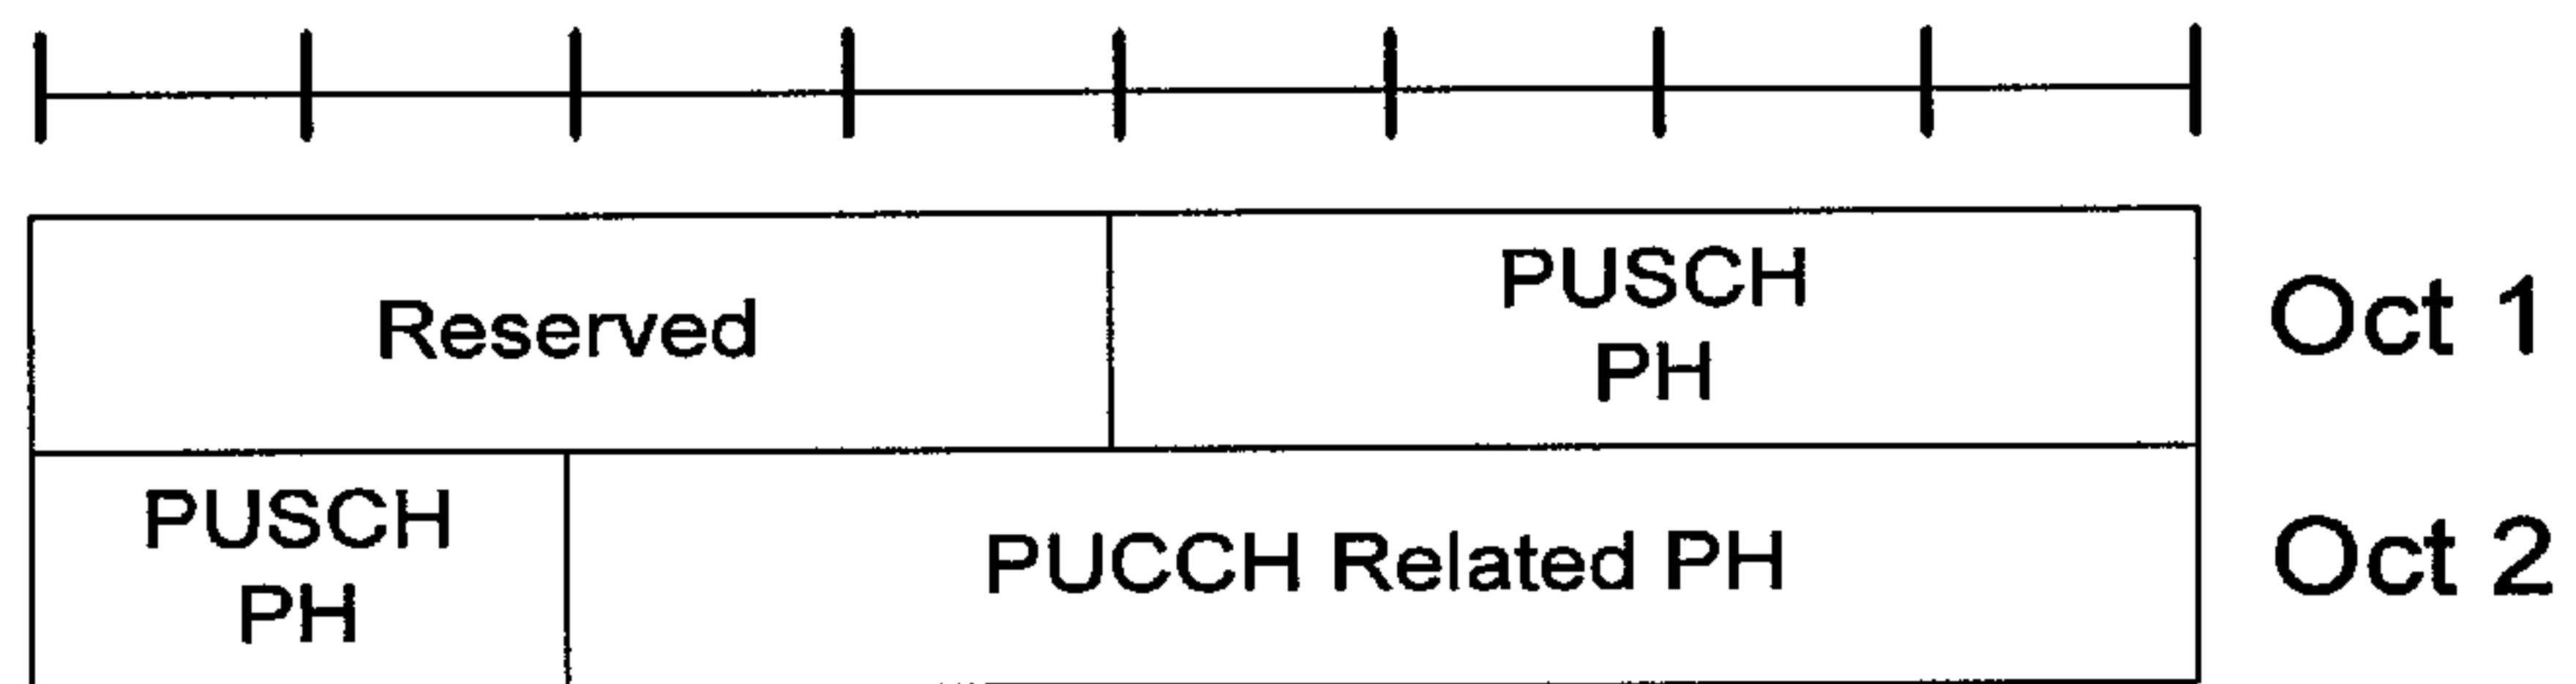 Reserved
PUSCH
PH
Oct 1
PUSCH
PH
PUCCH Related PH
Oct 2